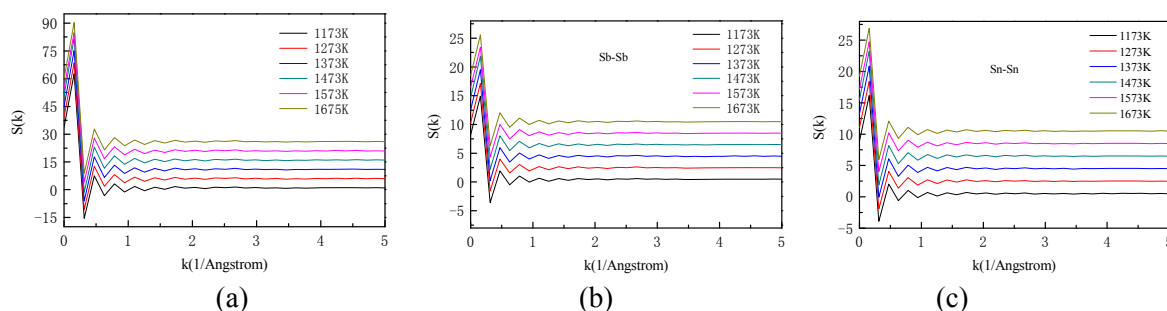 90
75
60
45
30
15
0
-15
S(k)
1173K
1273K
1373K
1473K
1573K
1675K
0 1 2 3 4 5
k(1/Angstrom)
(a)
25
20
15
10
5
0
-5
S(k)
Sb-Sb
1173K
1273K
1373K
1473K
1573K
1673K
0 1 2 3 4 5
k(1/Angstrom)
(b)
25
20
15
10
5
0
-5
S(k)
Sn-Sn
1173K
1273K
1373K
1473K
1573K
1673K
0 1 2 3 4 5
k(1/Angstrom)
(c)